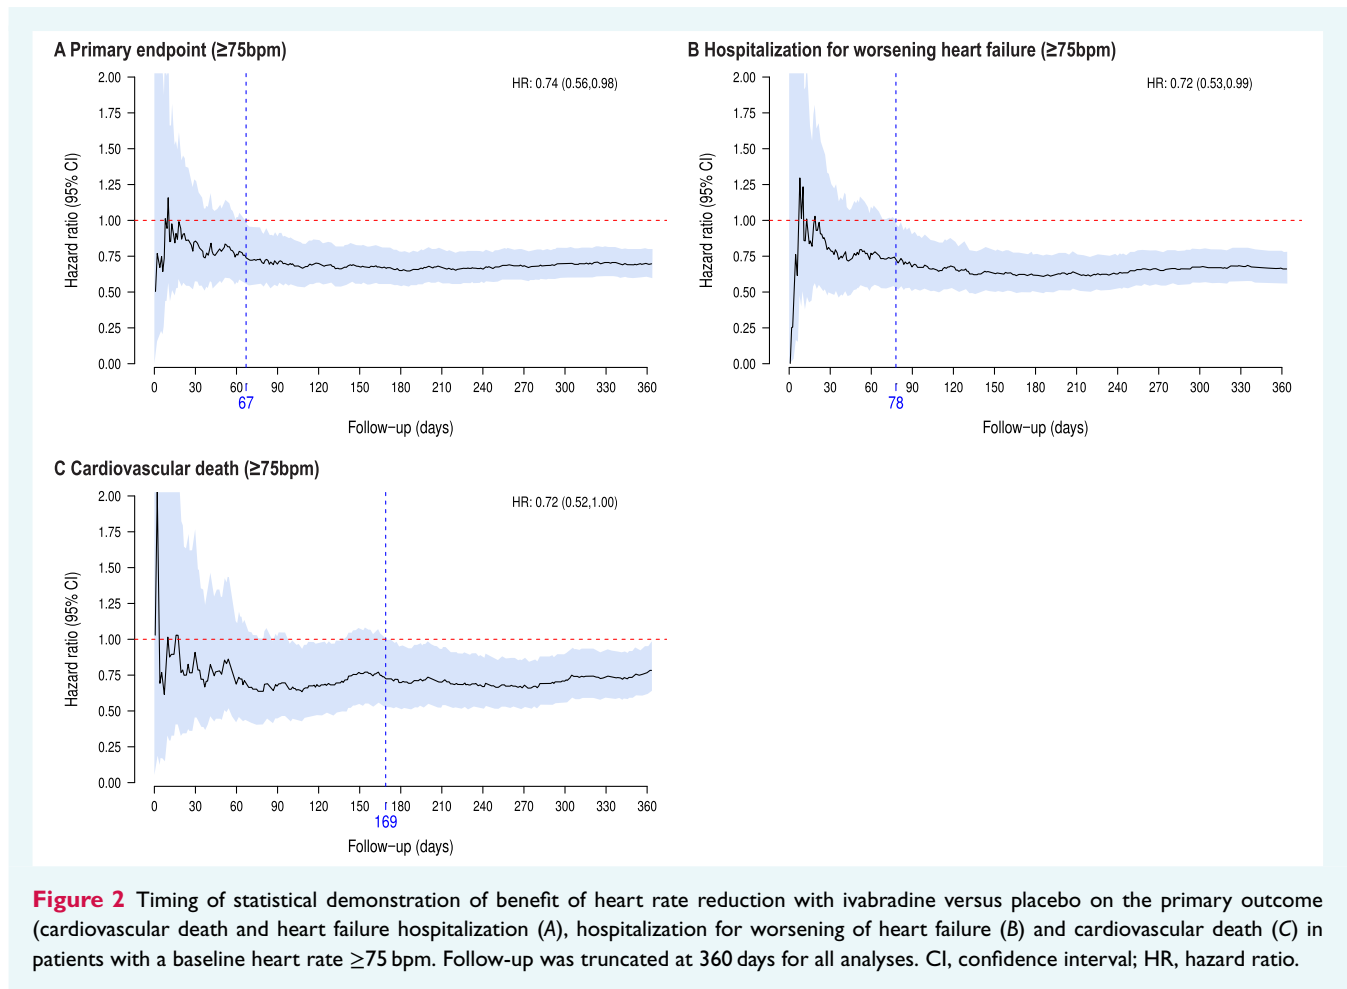 A Primary endpoint (≥75bpm)
HR: 0.74 (0.56,0.98)
Hazard ratio (95% CI)
2.00
1.75
1.50
1.25
1.00
0.75
0.50
0.25
0.00
0 30 60 90 120 150 180 210 240 270 300 330 360
67
Follow−up (days)
B Hospitalization for worsening heart failure (≥75bpm)
HR: 0.72 (0.53,0.99)
Hazard ratio (95% CI)
2.00
1.75
1.50
1.25
1.00
0.75
0.50
0.25
0.00
0 30 60 90 120 150 180 210 240 270 300 330 360
78
Follow−up (days)
C Cardiovascular death (≥75bpm)
HR: 0.72 (0.52,1.00)
Hazard ratio (95% CI)
2.00
1.75
1.50
1.25
1.00
0.75
0.50
0.25
0.00
0 30 60 90 120 150 180 210 240 270 300 330 360
169
Follow−up (days)
Figure 2 Timing of statistical demonstration of benefit of heart rate reduction with ivabradine versus placebo on the primary outcome
(cardiovascular death and heart failure hospitalization (A), hospitalization for worsening of heart failure (B) and cardiovascular death (C) in
patients with a baseline heart rate ≥75 bpm. Follow-up was truncated at 360 days for all analyses. CI, confidence interval; HR, hazard ratio.